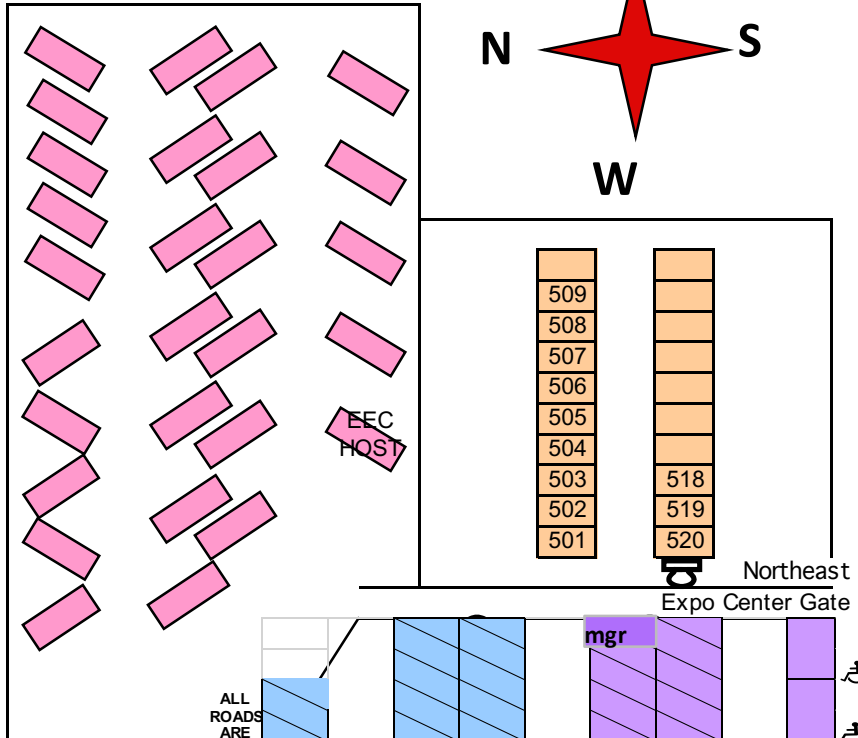 N
S
W
509
508
507
506
505
504
503
502
501
518
519
520
EEC
HOST
Northeast
Expo Center Gate
mgr
ALL
ROADS
ARE